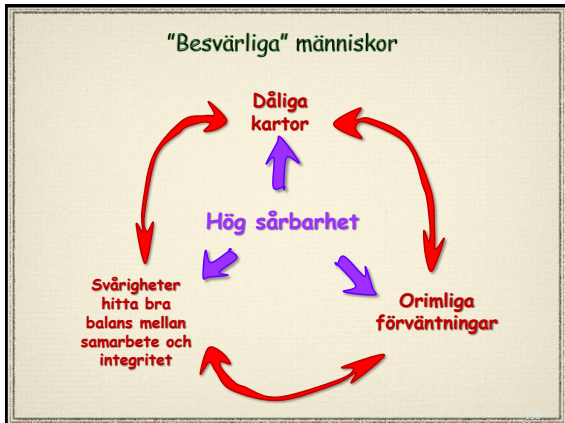 ”Besvärliga” människor
Dåliga
kartor
Hög sårbarhet
Svårigheter
hitta bra
balans mellan
samarbete och
integritet
Orimliga
förväntningar